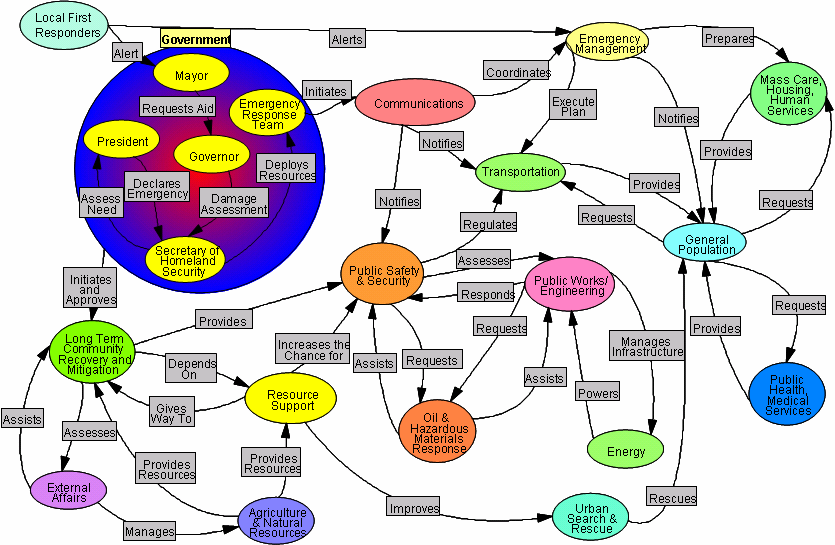 Local First
Responders
Government
Alerts
Alert
Emergency
Management
Prepares
Mayor
Coordinates
Mass Care,
Housing,
Human
Services
Requests Aid
Emergency
Response
Team
Initiates
Communications
Execute
Plan
Notifies
President
Governor
Notifies
Provides
Deploys
Resources
Transportation
Declares
Emergency
Provides
Assess
Need
Damage
Assessment
Notifies
Regulates
Requests
Requests
Secretary of
Homeland
Security
General
Population
Assesses
Initiates
and
Approves
Public Safety
& Security
Public Works/
Engineering
Responds
Requests
Provides
Requests
Provides
Long Term
Community
Recovery and
Mitigation
Increases the
Chance for
Manages
Infrastructure
Depends
On
Assists
Requests
Assists
Powers
Public
Health,
Medical
Services
Resource
Support
Gives
Way To
Assists
Assesses
Oil &
Hazardous
Materials
Response
Energy
Provides
Resources
Provides
Resources
External
Affairs
Rescues
Agriculture
& Natural
Resources
Improves
Urban
Search &
Rescue
Manages